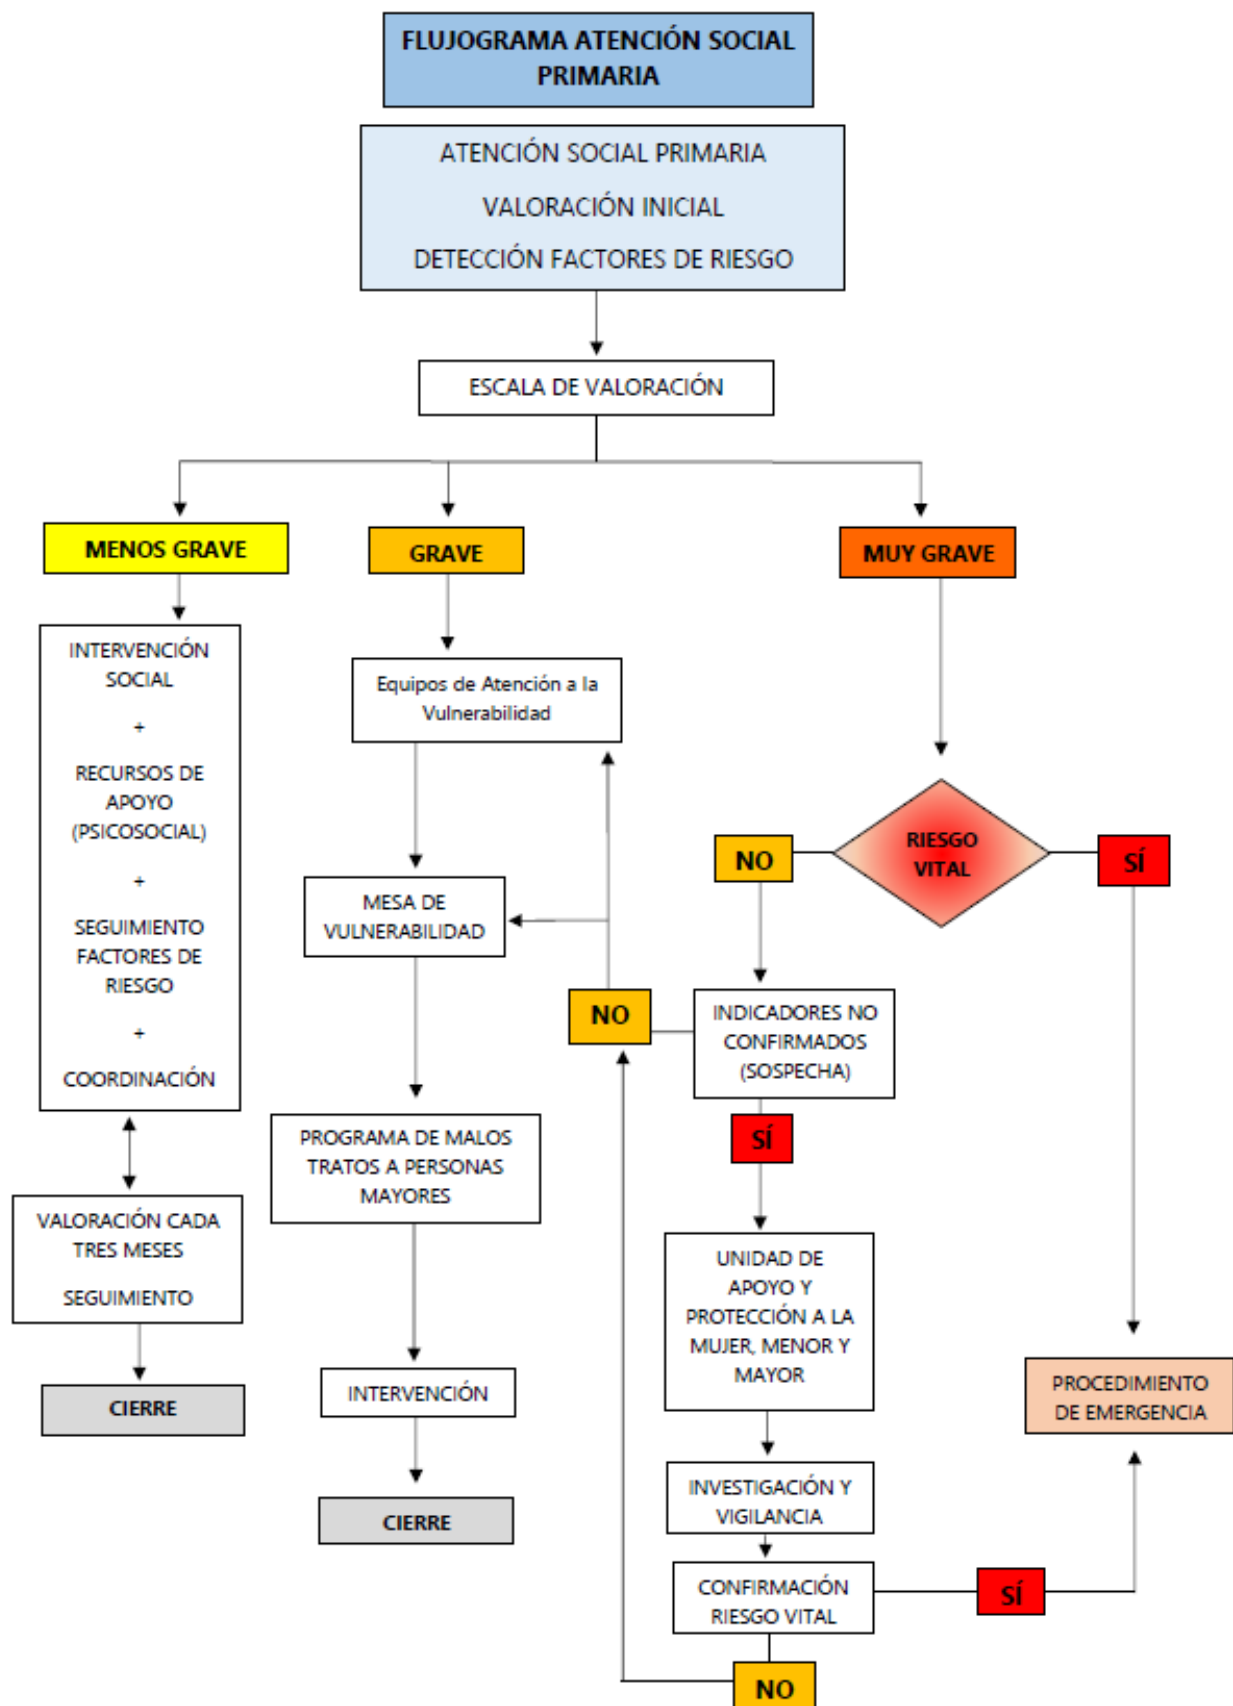 FLUJOGRAMA ATENCIÓN SOCIAL
PRIMARIA
ATENCIÓN SOCIAL PRIMARIA
VALORACIÓN INICIAL
DETECCIÓN FACTORES DE RIESGO
ESCALA DE VALORACIÓN
MENOS GRAVE
GRAVE
MUY GRAVE
INTERVENCIÓN
SOCIAL
+
RECURSOS DE
APOYO
(PSICOSOCIAL)
+
SEGUIMIENTO
FACTORES DE
RIESGO
+
COORDINACIÓN
VALORACIÓN CADA
TRES MESES
SEGUIMIENTO
CIERRE
Equipos de Atención a la
Vulnerabilidad
MESA DE
VULNERABILIDAD
PROGRAMA DE MALOS
TRATOS A PERSONAS
MAYORES
INTERVENCIÓN
CIERRE
RIESGO
VITAL
NO
SÍ
INDICADORES NO
CONFIRMADOS
(SOSPECHA)
NO
SÍ
UNIDAD DE
APOYO Y
PROTECCIÓN A LA
MUJER, MENOR Y
MAYOR
INVESTIGACIÓN Y
VIGILANCIA
CONFIRMACIÓN
RIESGO VITAL
SÍ
NO
PROCEDIMIENTO
DE EMERGENCIA